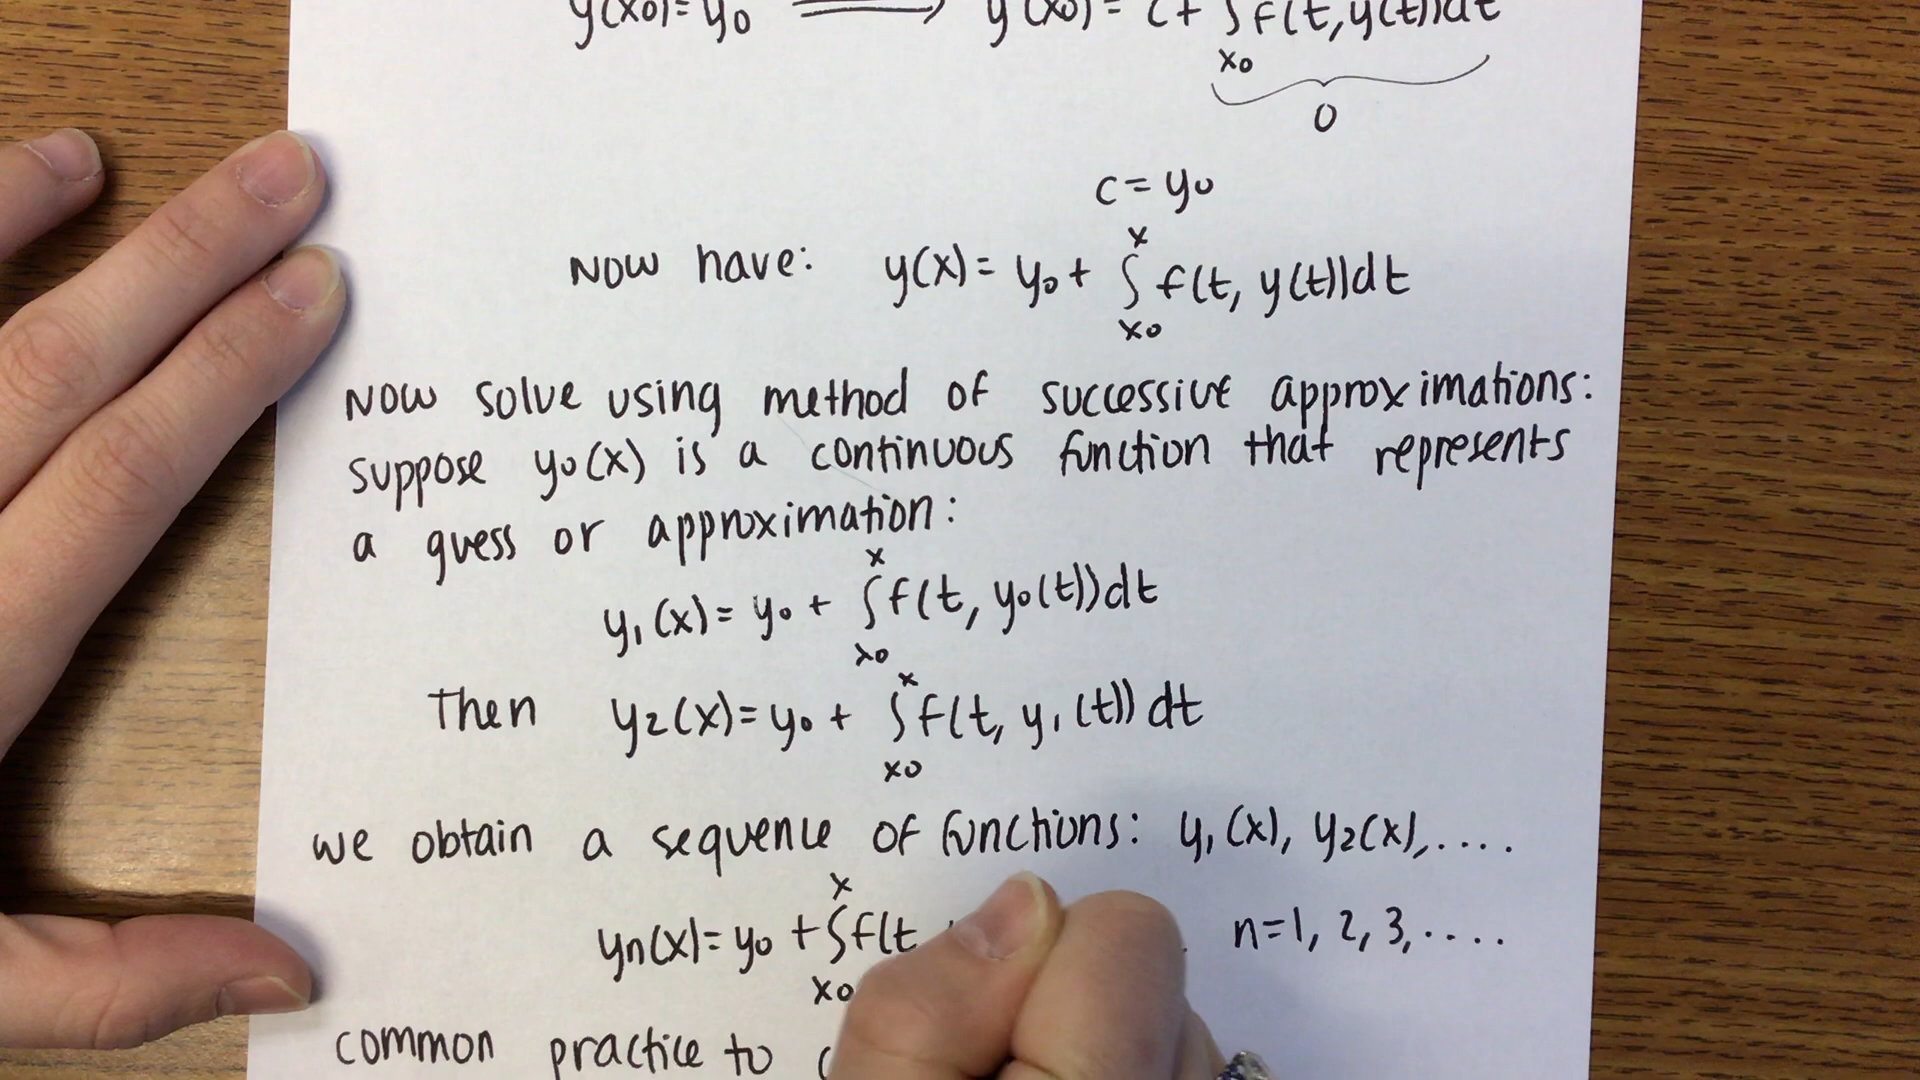 y(x0)=y0 ⟹ y(x0) = c + ∫f(t,y(t))dt
x0
0
c = y0
x
NOW have: y(x) = y0 + ∫ f(t, y(t))dt
x0
NOW solve using method of successive approximations:
suppose y0(x) is a continuous function that represents
a guess or approximation:
x
y1(x) = y0 + ∫f(t, y0(t))dt
x0
x
Then y2(x)=y0 + ∫f(t, y1(t)) dt
x0
we obtain a sequence of functions: y1(x), y2(x),....
x
yn(x)= y0 + ∫f(t n=1, 2, 3,....
x0
common practice to